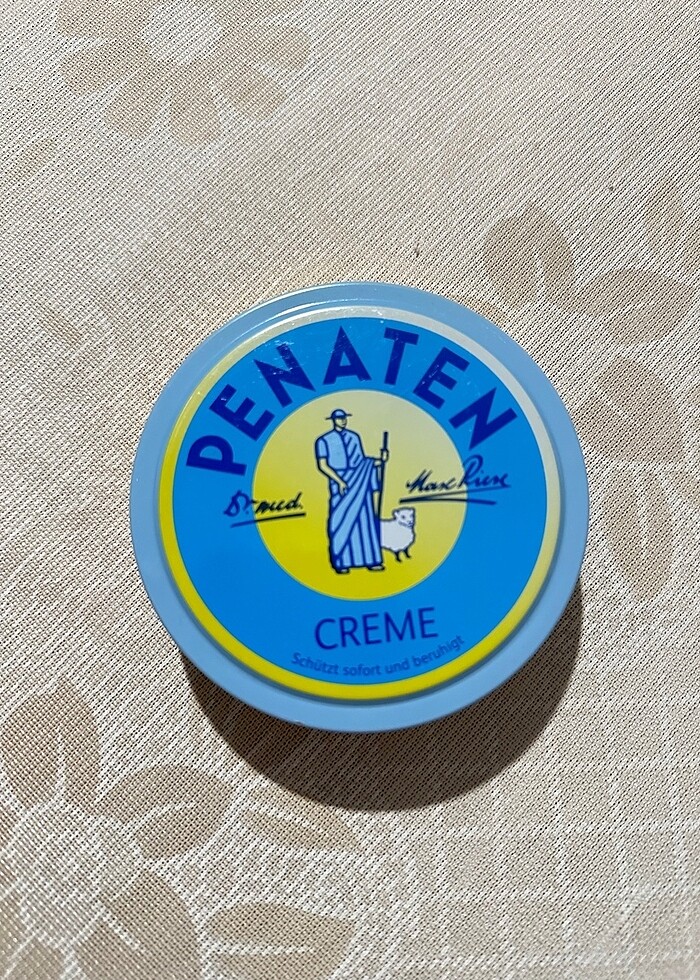 PENATEN
Dr. med. Max Riese
CREME
Schützt sofort und beruhigt